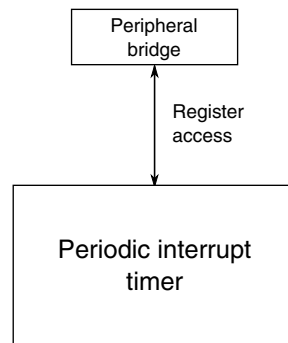 Peripheral
bridge
Register
access
Periodic interrupt
timer